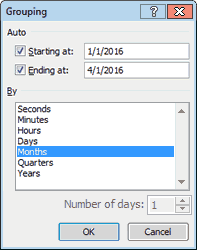 Grouping
Auto
Starting at: 1/1/2016
Ending at: 4/1/2016
By
Seconds
Minutes
Hours
Days
Months
Quarters
Years
Number of days: 1
OK Cancel